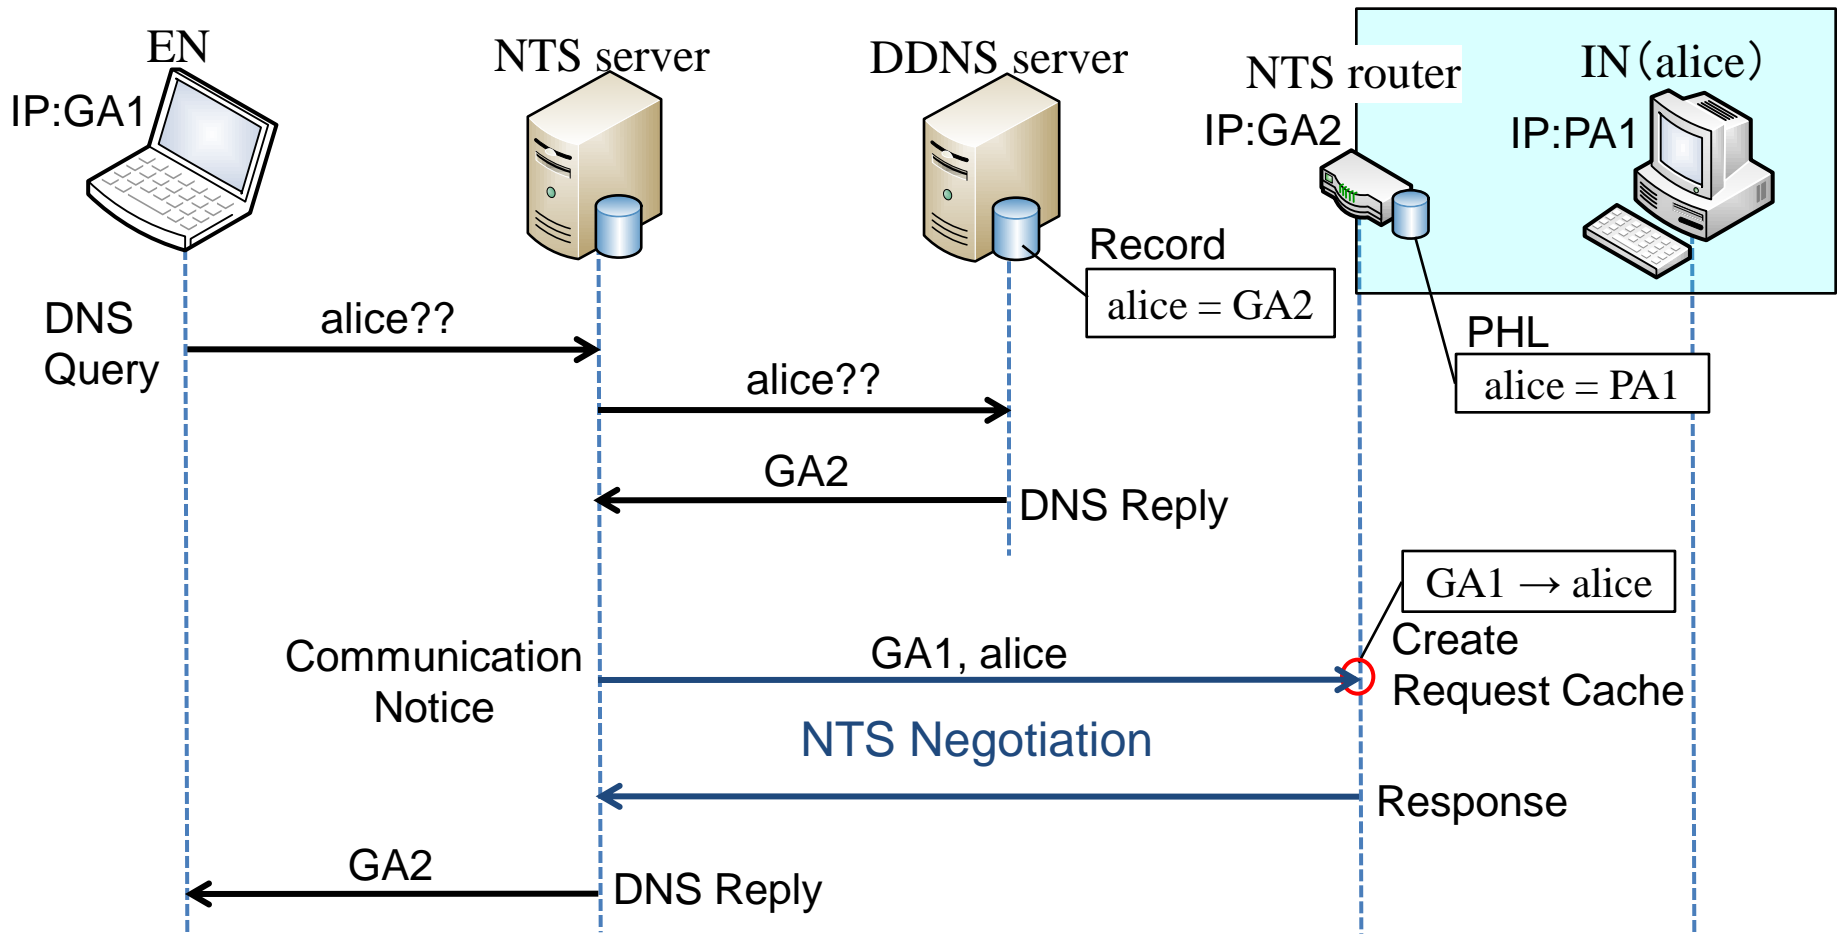 EN
NTS server
DDNS server
NTS router
IN(alice)
IP:GA1
IP:GA2
IP:PA1
Record
alice = GA2
PHL
alice = PA1
DNS
Query
alice??
alice??
GA2
DNS Reply
GA1 → alice
Communication
Notice
GA1, alice
Create
Request Cache
NTS Negotiation
Response
GA2
DNS Reply